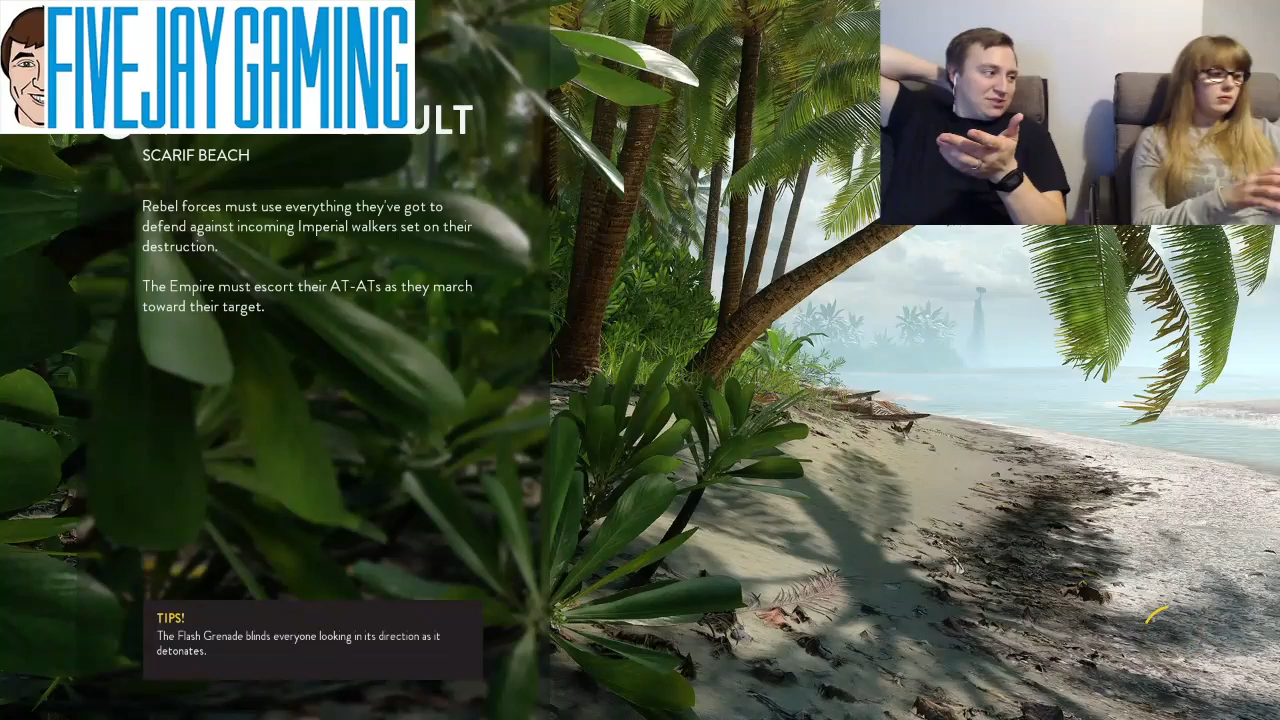 FIVE JAY GAMING
SCARIF BEACH
Rebel forces must use everything they've got to
defend against incoming Imperial walkers set on their
destruction.
The Empire must escort their AT-ATs as they march
toward their target.
TIPS!
The Flash Grenade blinds everyone looking in its direction as it
detonates.